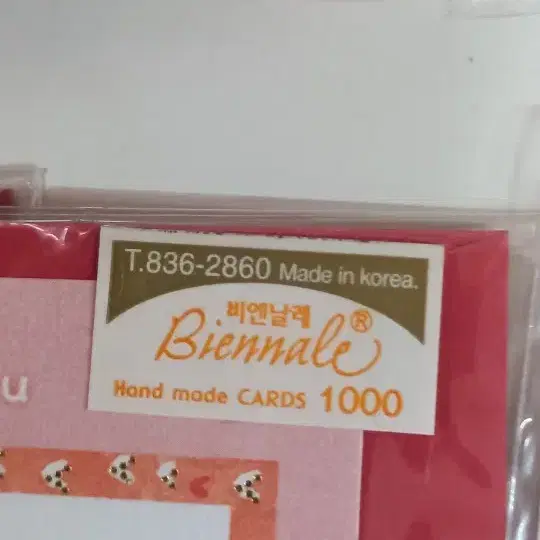 T.836-2860 Made in korea.
비엔날레
Biennale®
Hand made CARDS 1000
u